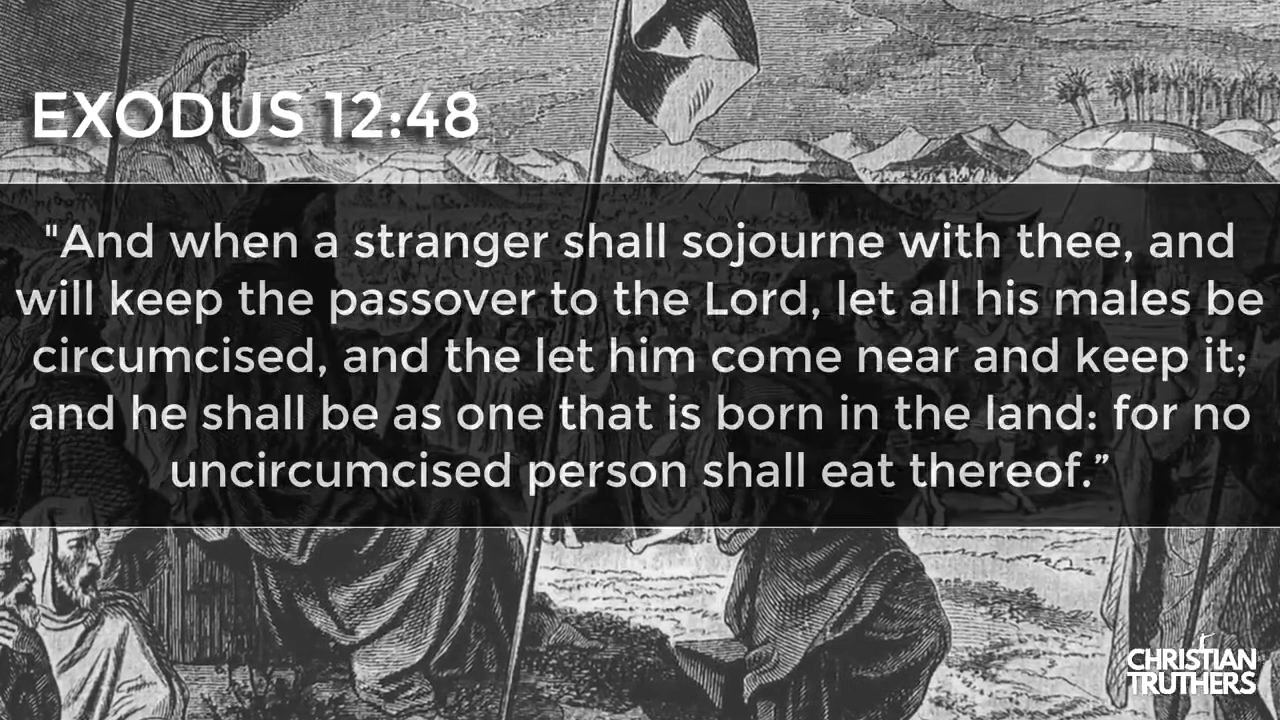 EXODUS 12:48
"And when a stranger shall sojourne with thee, and
will keep the passover to the Lord, let all his males be
circumcised, and the let him come near and keep it;
and he shall be as one that is born in the land: for no
uncircumcised person shall eat thereof.”
CHRISTIAN
TRUTHERS